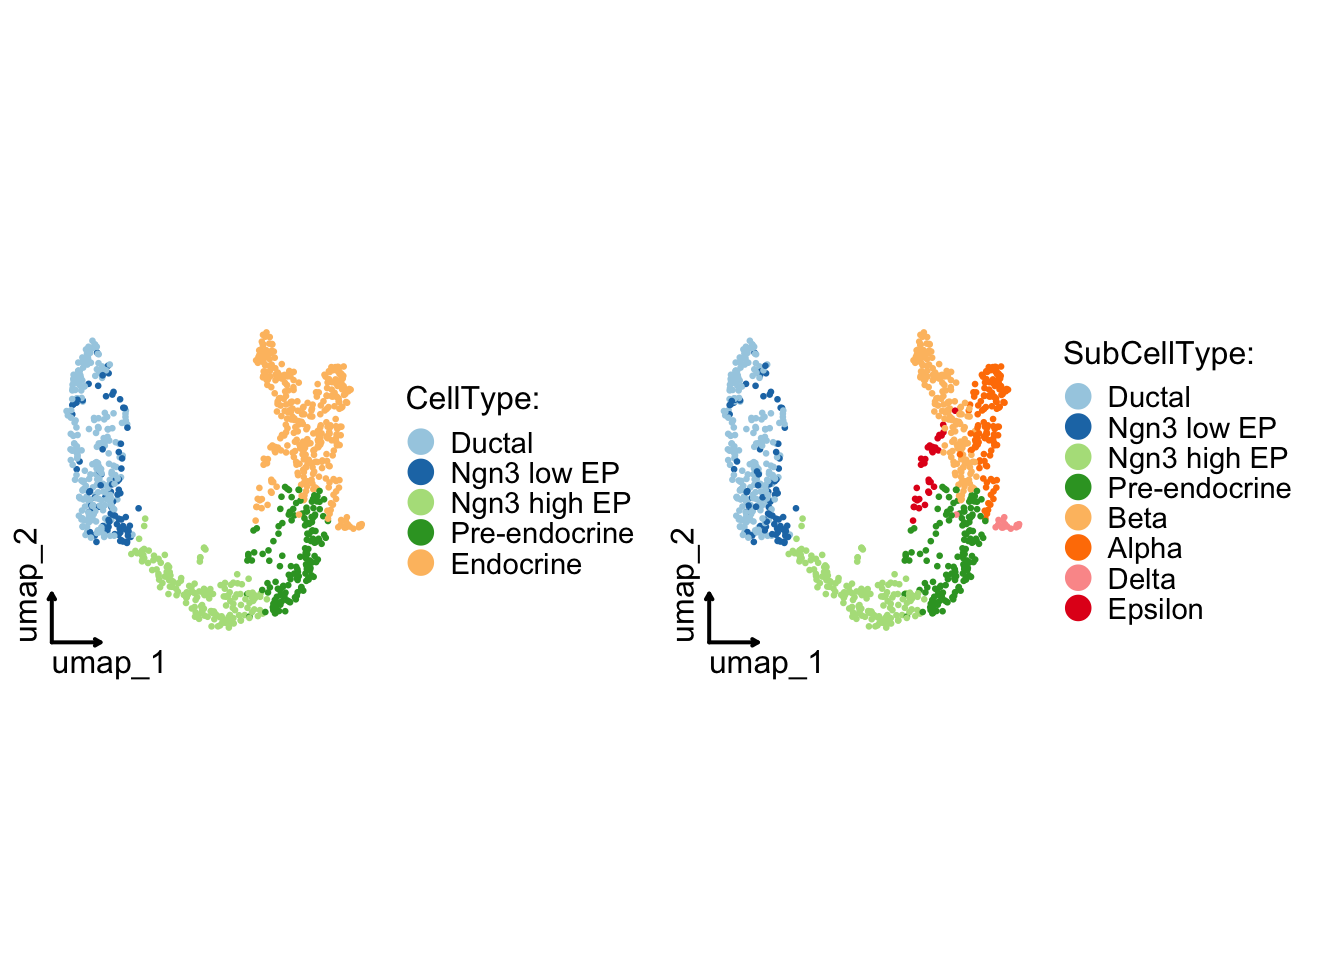 CellType:
Ductal
Ngn3 low EP
Ngn3 high EP
Pre-endocrine
Endocrine
umap_2
umap_1
SubCellType:
Ductal
Ngn3 low EP
Ngn3 high EP
Pre-endocrine
Beta
Alpha
Delta
Epsilon
umap_2
umap_1